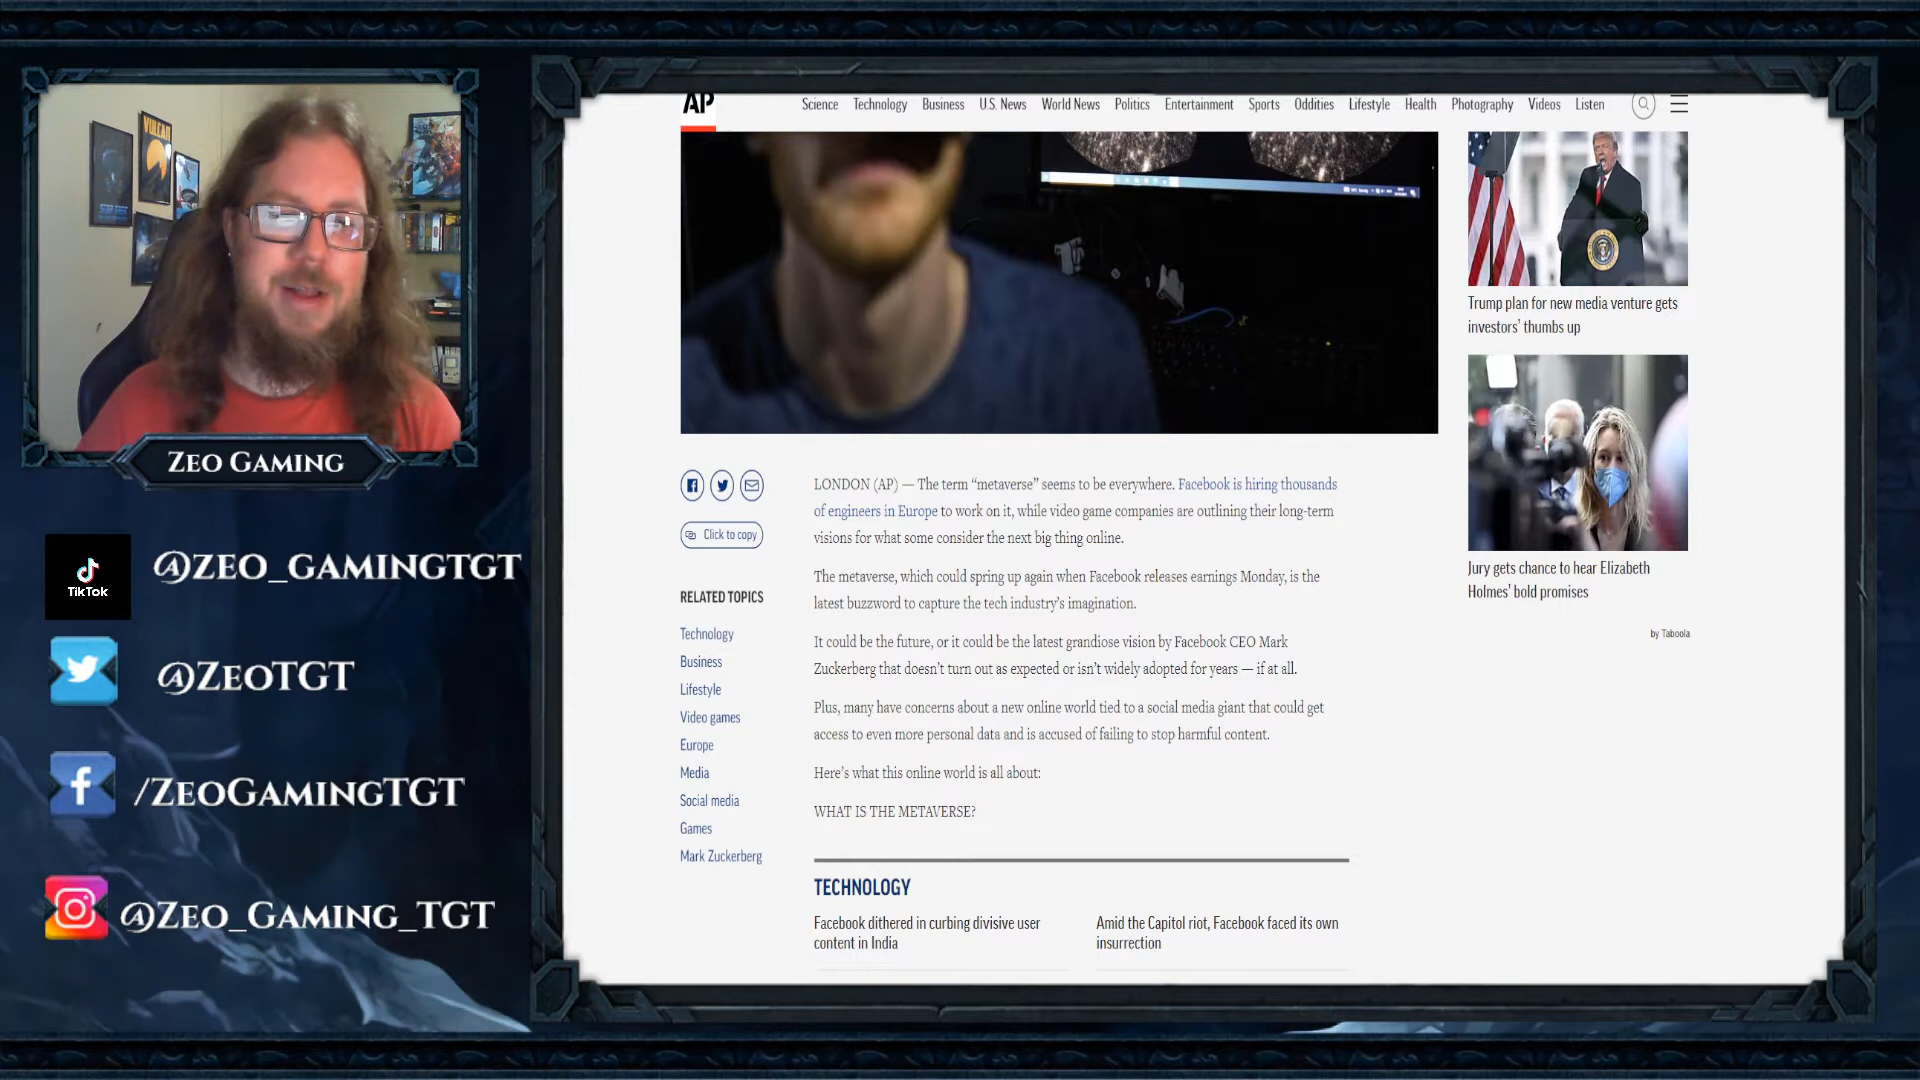 VULCAN
ZEO GAMING
TikTok
@ZEO_GAMINGTGT
@ZEOTGT
/ZEOGAMINGTGT
@ZEO_GAMING_TGT
AP
Science Technology Business U.S. News World News Politics Entertainment Sports Oddities Lifestyle Health Photography Videos Listen
Click to copy
RELATED TOPICS
Technology
Business
Lifestyle
Video games
Europe
Media
Social media
Games
Mark Zuckerberg
LONDON (AP) — The term “metaverse” seems to be everywhere. Facebook is hiring thousands
of engineers in Europe to work on it, while video game companies are outlining their long-term
visions for what some consider the next big thing online.
The metaverse, which could spring up again when Facebook releases earnings Monday, is the
latest buzzword to capture the tech industry’s imagination.
It could be the future, or it could be the latest grandiose vision by Facebook CEO Mark
Zuckerberg that doesn’t turn out as expected or isn’t widely adopted for years — if at all.
Plus, many have concerns about a new online world tied to a social media giant that could get
access to even more personal data and is accused of failing to stop harmful content.
Here’s what this online world is all about:
WHAT IS THE METAVERSE?
TECHNOLOGY
Facebook dithered in curbing divisive user
content in India
Amid the Capitol riot, Facebook faced its own
insurrection
Trump plan for new media venture gets
investors’ thumbs up
Jury gets chance to hear Elizabeth
Holmes’ bold promises
by Taboola